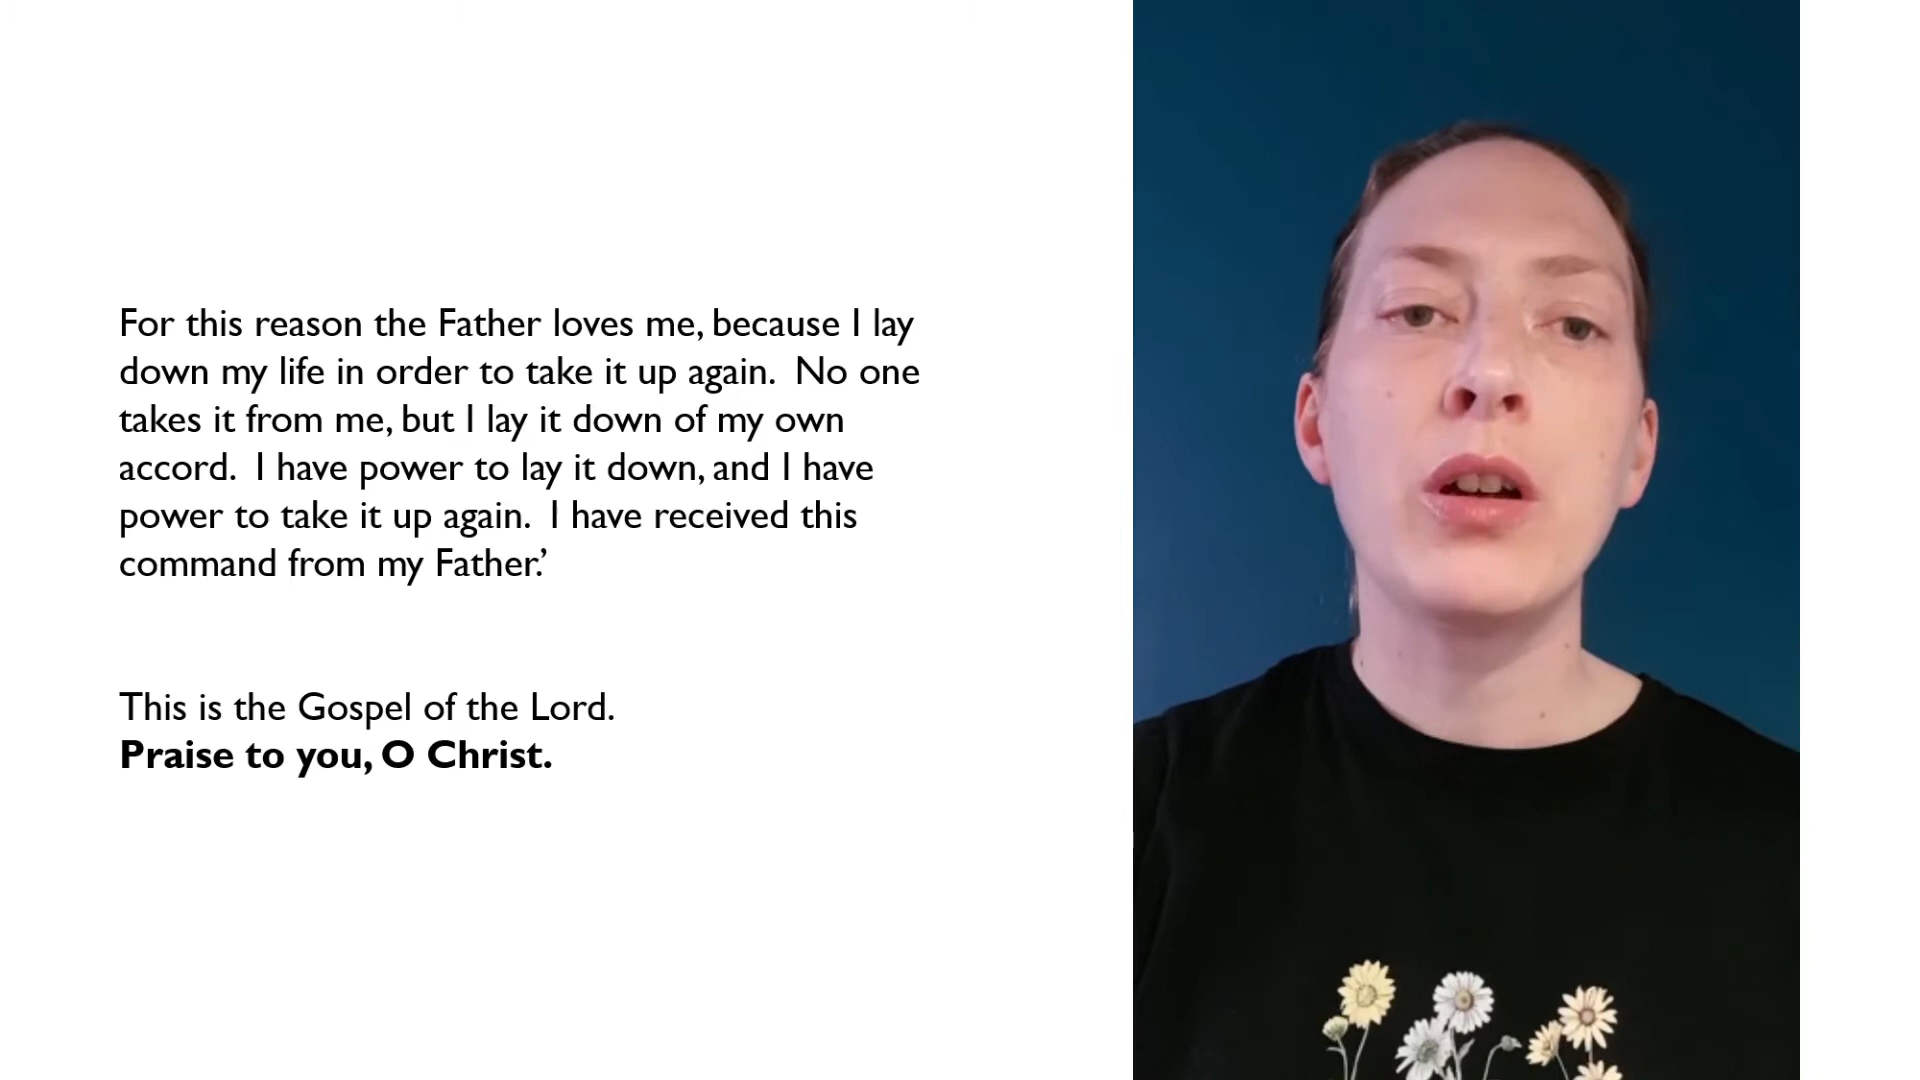 For this reason the Father loves me, because I lay
down my life in order to take it up again.  No one
takes it from me, but I lay it down of my own
accord.  I have power to lay it down, and I have
power to take it up again.  I have received this
command from my Father.’
This is the Gospel of the Lord.
Praise to you, O Christ.